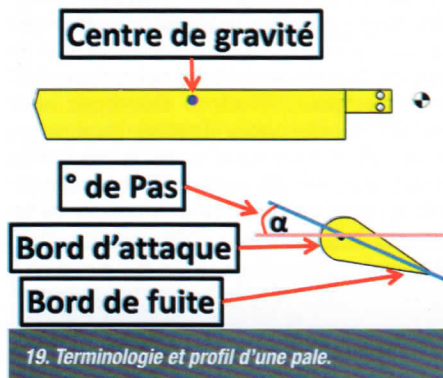 Centre de gravité
° de Pas
α
Bord d'attaque
Bord de fuite
19. Terminologie et profil d'une pale.